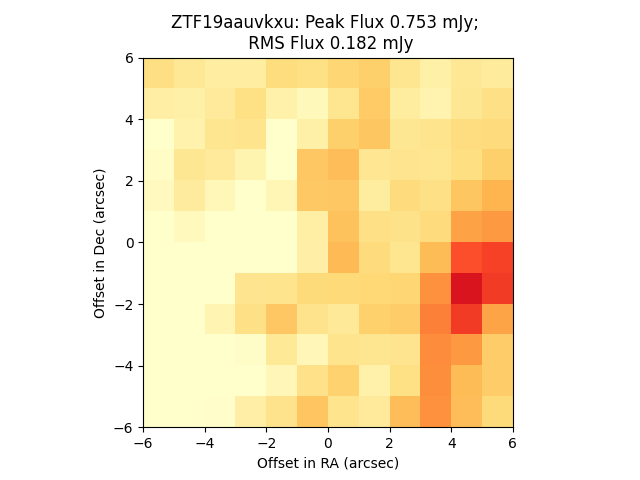 ZTF19aauvkxu: Peak Flux 0.753 mJy;
RMS Flux 0.182 mJy
6
4
2
0
−2
−4
−6
Offset in Dec (arcsec)
−6 −4 −2 0 2 4 6
Offset in RA (arcsec)